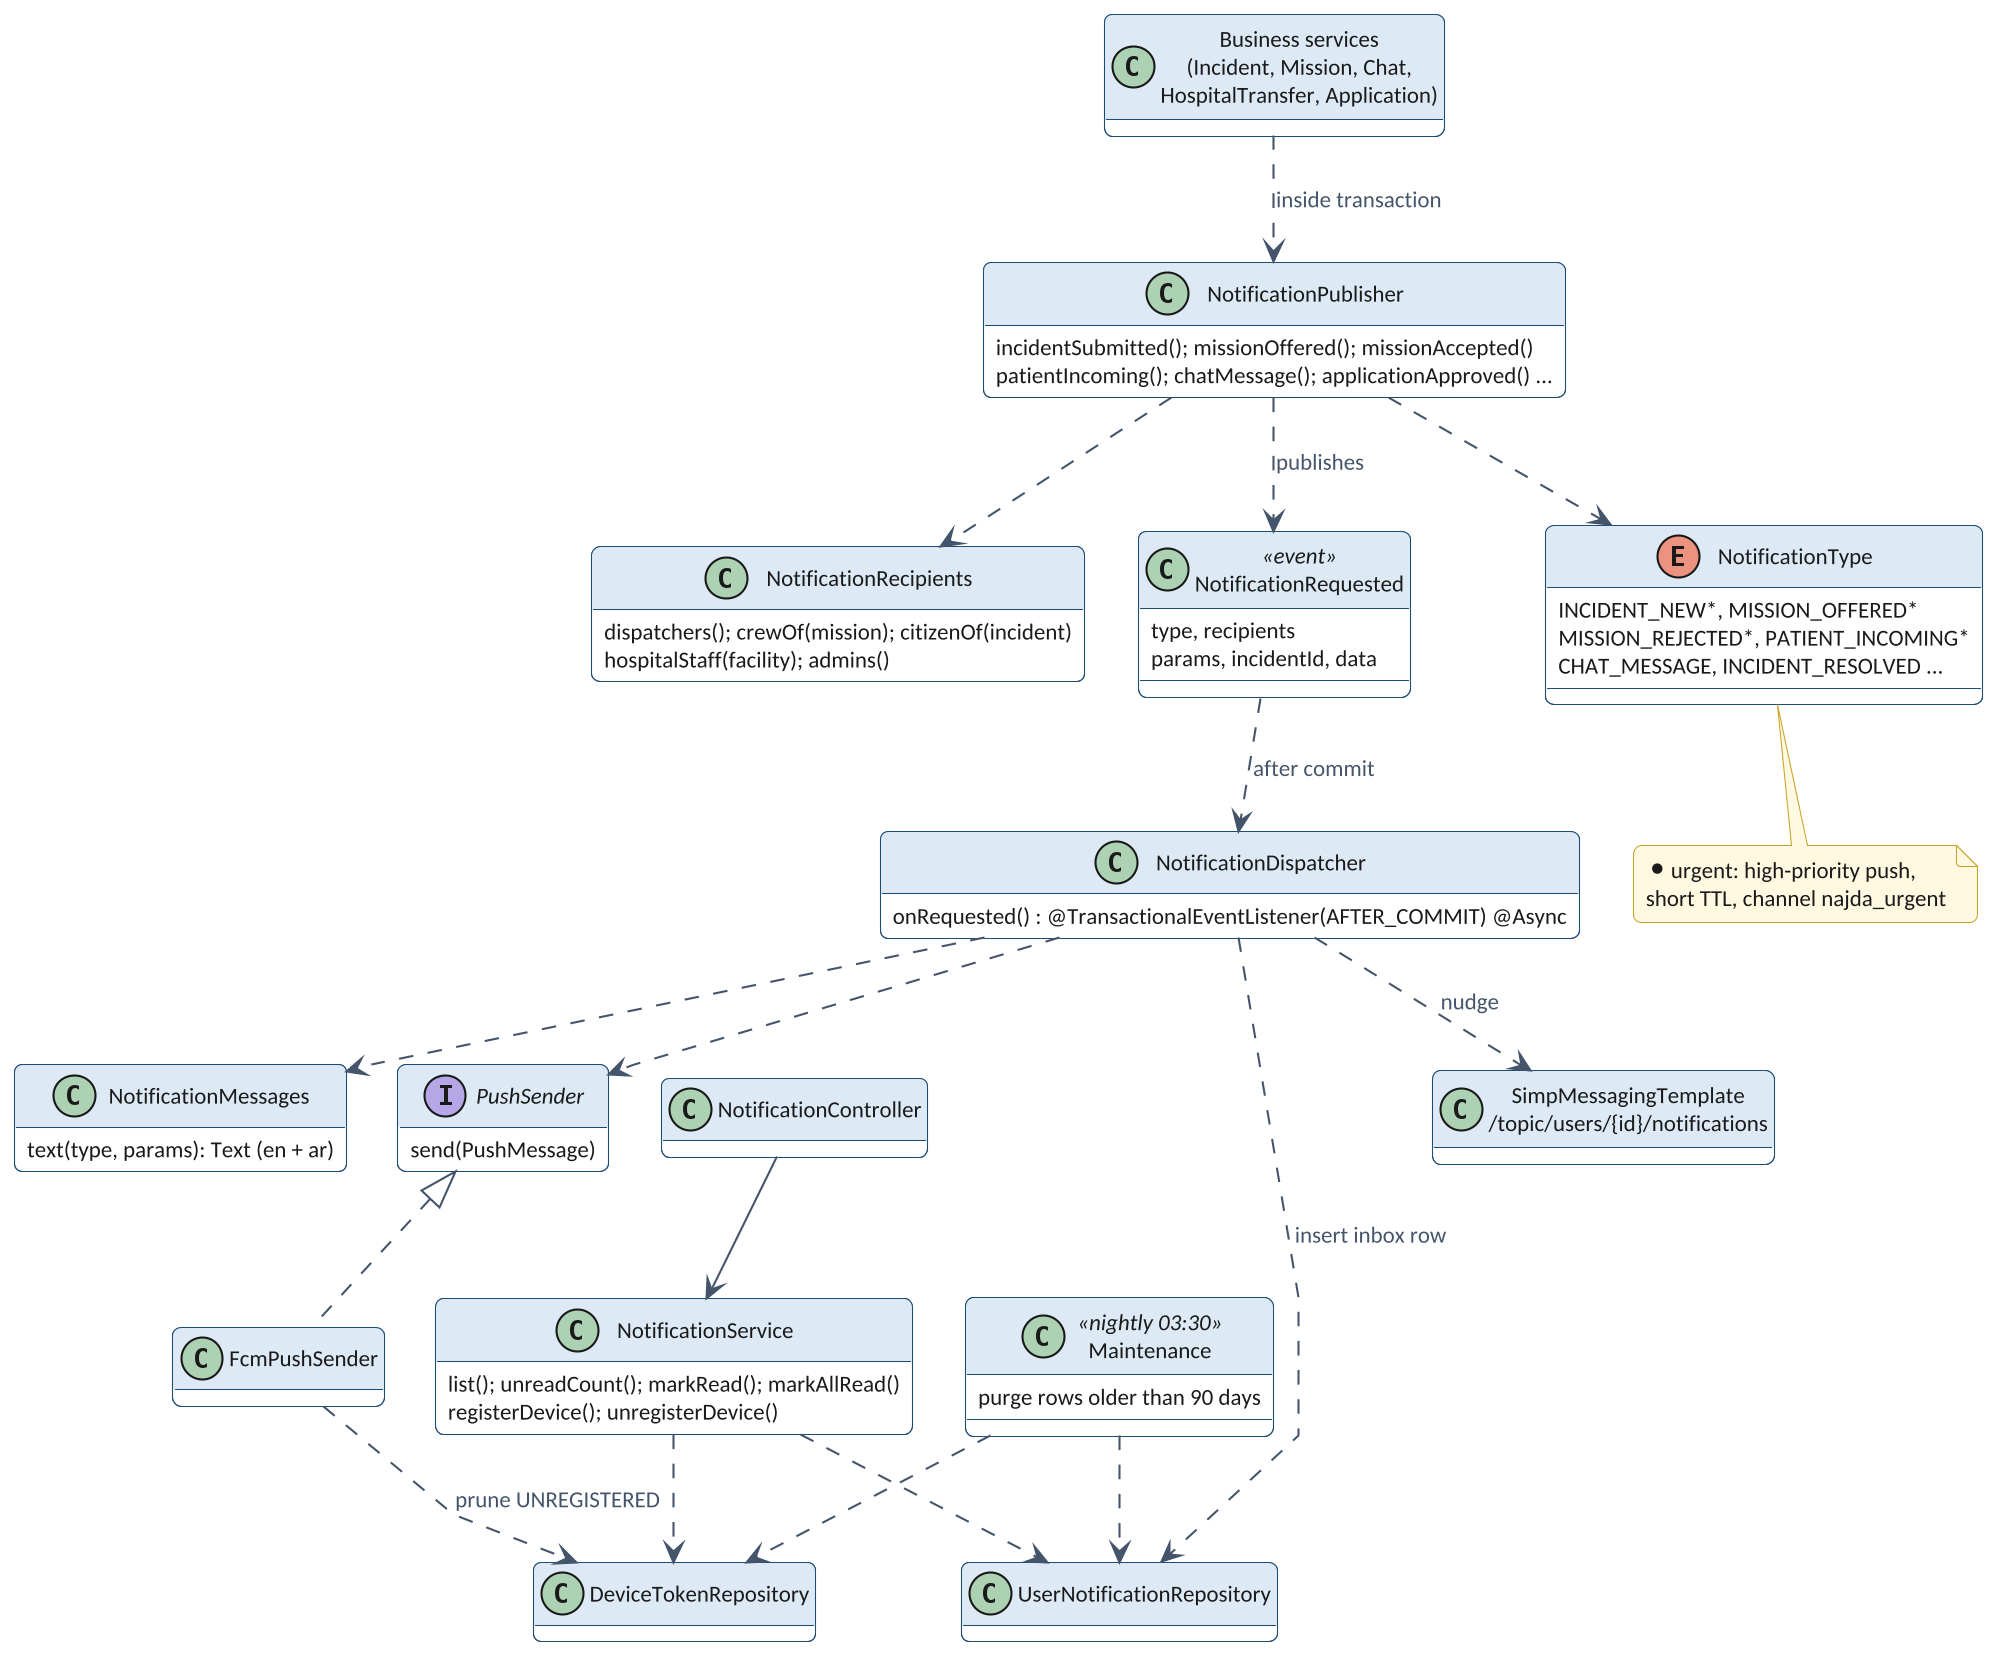 Business services
(Incident, Mission, Chat,
HospitalTransfer, Application)
C
inside transaction
C
NotificationPublisher
incidentSubmitted(); missionOffered(); missionAccepted()
patientIncoming(); chatMessage(); applicationApproved() ...
publishes
C
NotificationRecipients
dispatchers(); crewOf(mission); citizenOf(incident)
hospitalStaff(facility); admins()
C
«event»
NotificationRequested
type, recipients
params, incidentId, data
E
NotificationType
INCIDENT_NEW*, MISSION_OFFERED*
MISSION_REJECTED*, PATIENT_INCOMING*
CHAT_MESSAGE, INCIDENT_RESOLVED ...
after commit
C
NotificationDispatcher
onRequested() : @TransactionalEventListener(AFTER_COMMIT) @Async
• urgent: high-priority push,
short TTL, channel najda_urgent
nudge
C
NotificationMessages
text(type, params): Text (en + ar)
I
PushSender
send(PushMessage)
C
NotificationController
C
SimpMessagingTemplate
/topic/users/{id}/notifications
insert inbox row
C
FcmPushSender
C
NotificationService
list(); unreadCount(); markRead(); markAllRead()
registerDevice(); unregisterDevice()
C
«nightly 03:30»
Maintenance
purge rows older than 90 days
prune UNREGISTERED
C
DeviceTokenRepository
C
UserNotificationRepository